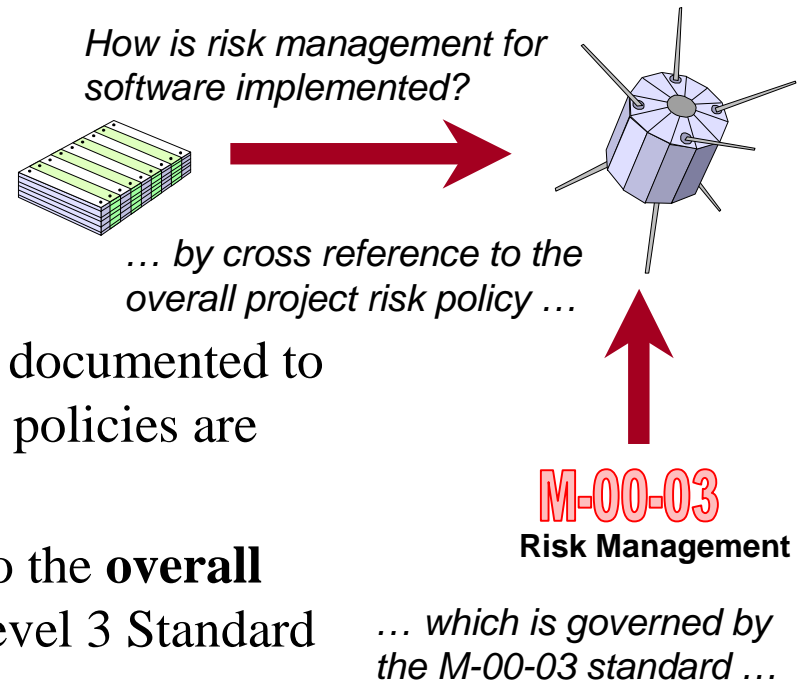 How is risk management for
software implemented?
… by cross reference to the
overall project risk policy …
documented to
policies are
M-00-03
Risk Management
the overall
evel 3 Standard
… which is governed by
the M-00-03 standard …